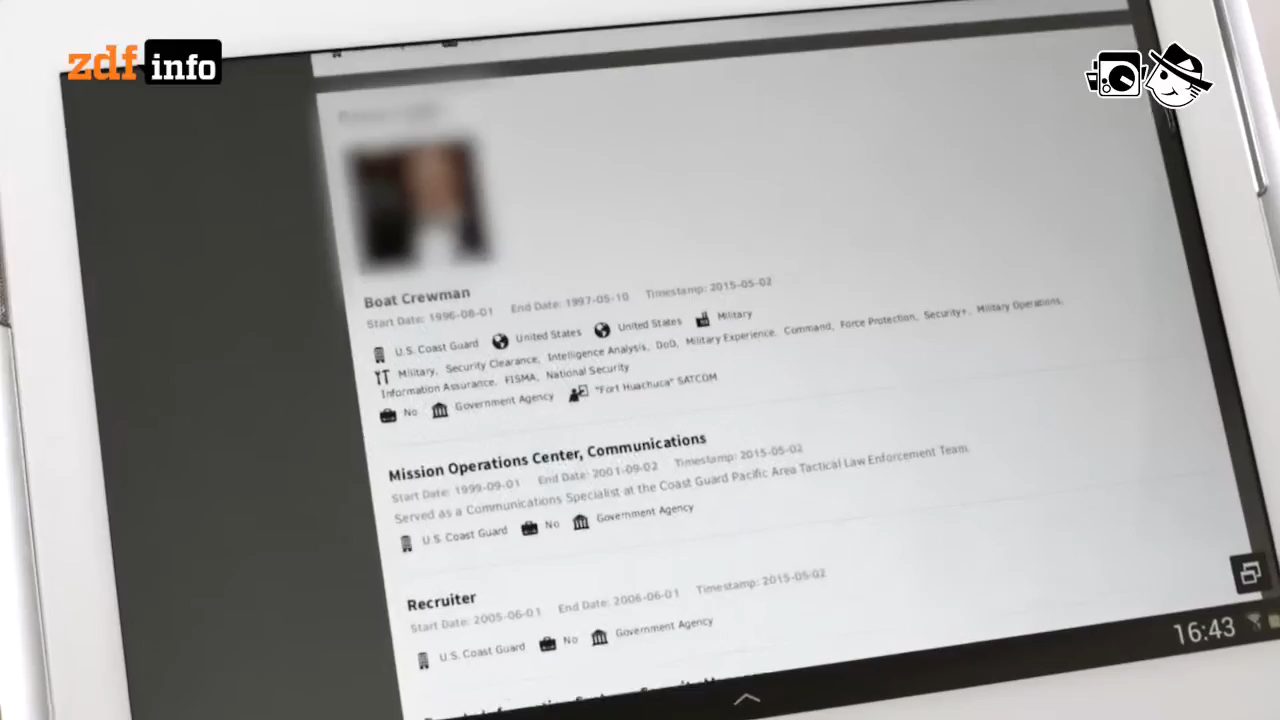 zdf info
Boat Crewman
Start Date: 1996-08-01 End Date: 1997-05-10 Timestamp: 2015-05-02
U.S. Coast Guard United States United States Military
Military, Security Clearance, Intelligence Analysis, DoD, Military Experience, Command, Force Protection, Security+, Military Operations,
Information Assurance, FISMA, National Security
No Government Agency "Fort Huachuca" SATCOM
Mission Operations Center, Communications
Start Date: 1999-09-01 End Date: 2001-09-02 Timestamp: 2015-05-02
Served as a Communications Specialist at the Coast Guard Pacific Area Tactical Law Enforcement Team.
U.S. Coast Guard No Government Agency
Recruiter
Start Date: 2005-06-01 End Date: 2006-06-01 Timestamp: 2015-05-02
U.S. Coast Guard No Government Agency
16:43